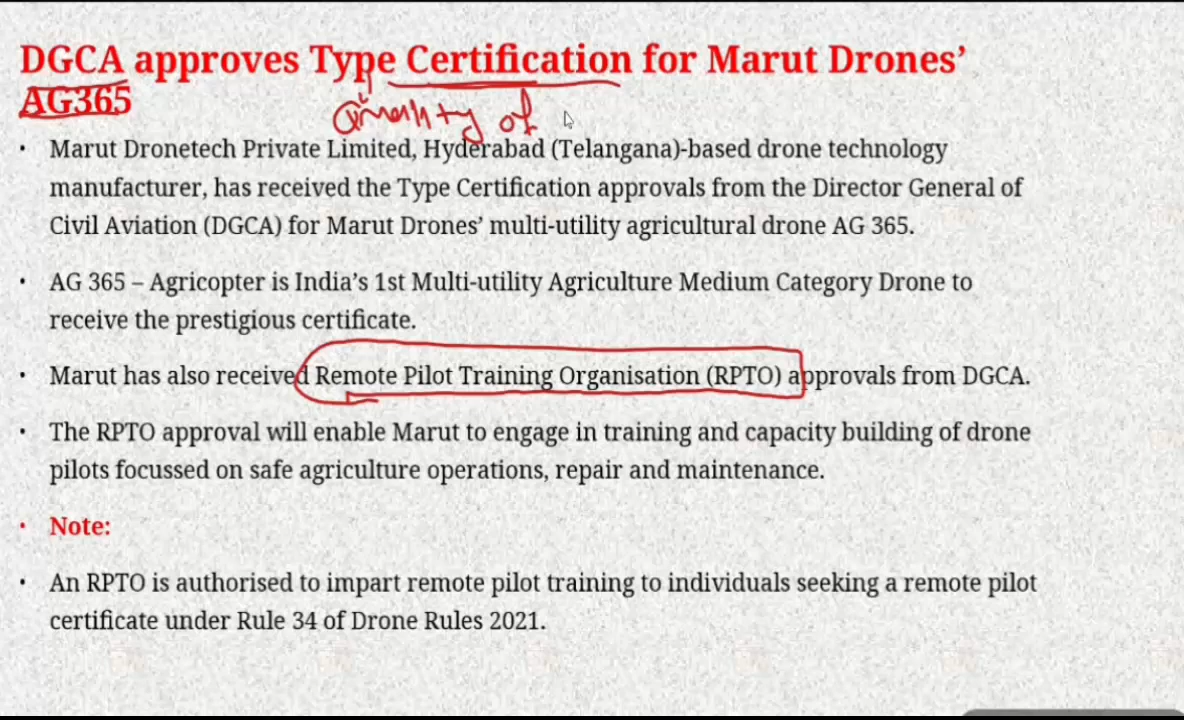 DGCA approves Type Certification for Marut Drones’
AG365
Quality of
• Marut Dronetech Private Limited, Hyderabad (Telangana)-based drone technology
manufacturer, has received the Type Certification approvals from the Director General of
Civil Aviation (DGCA) for Marut Drones’ multi-utility agricultural drone AG 365.
• AG 365 – Agricopter is India’s 1st Multi-utility Agriculture Medium Category Drone to
receive the prestigious certificate.
• Marut has also received Remote Pilot Training Organisation (RPTO) approvals from DGCA.
• The RPTO approval will enable Marut to engage in training and capacity building of drone
pilots focussed on safe agriculture operations, repair and maintenance.
• Note:
• An RPTO is authorised to impart remote pilot training to individuals seeking a remote pilot
certificate under Rule 34 of Drone Rules 2021.